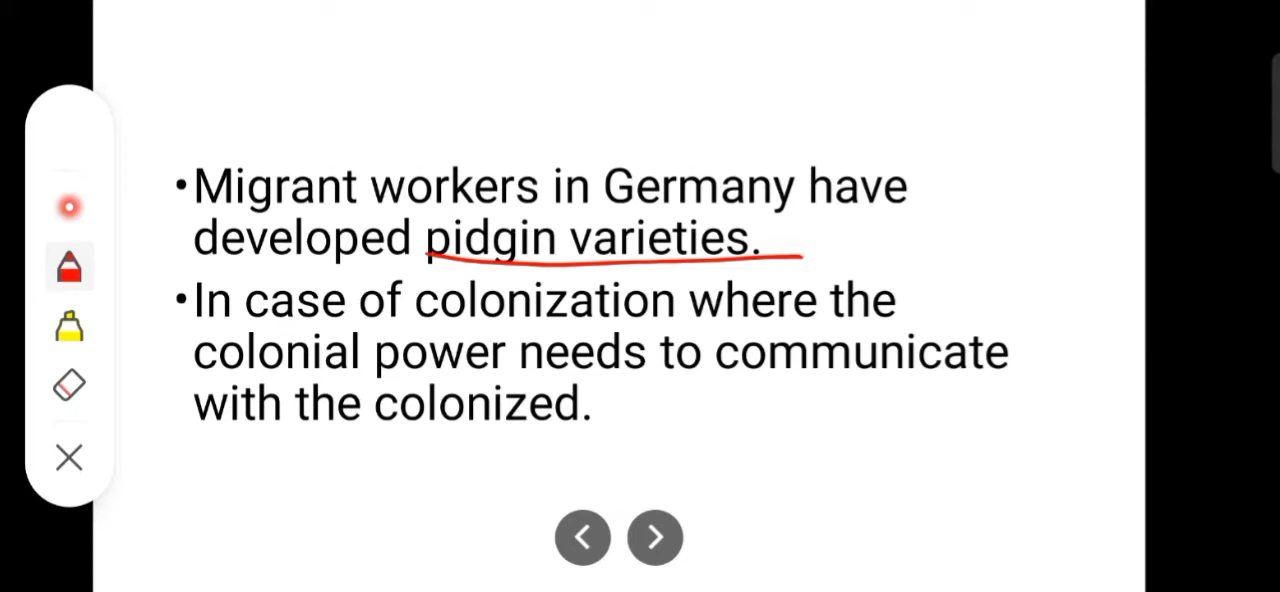 •Migrant workers in Germany have
developed pidgin varieties.
•In case of colonization where the
colonial power needs to communicate
with the colonized.